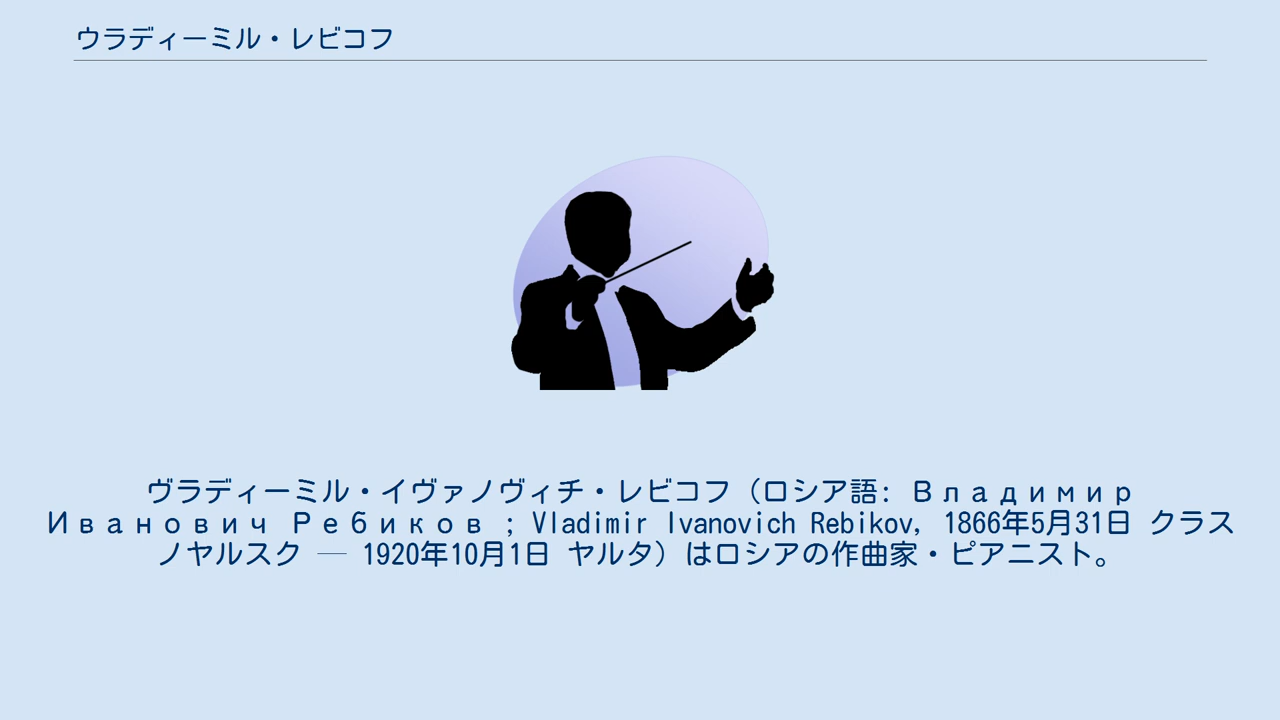 ウラディーミル・レビコフ
ヴラディーミル・イヴァノヴィチ・レビコフ（ロシア語: Владимир
Иванович Ребиков ; Vladimir Ivanovich Rebikov, 1866年5月31日 クラス
ノヤルスク ― 1920年10月1日 ヤルタ）はロシアの作曲家・ピアニスト。